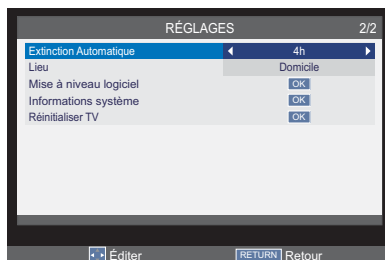 RÉGLAGES 2/2
Extinction Automatique 4h
Lieu Domicile
Mise à niveau logiciel OK
Informations système OK
Réinitialiser TV OK
Éditer RETURN Retour